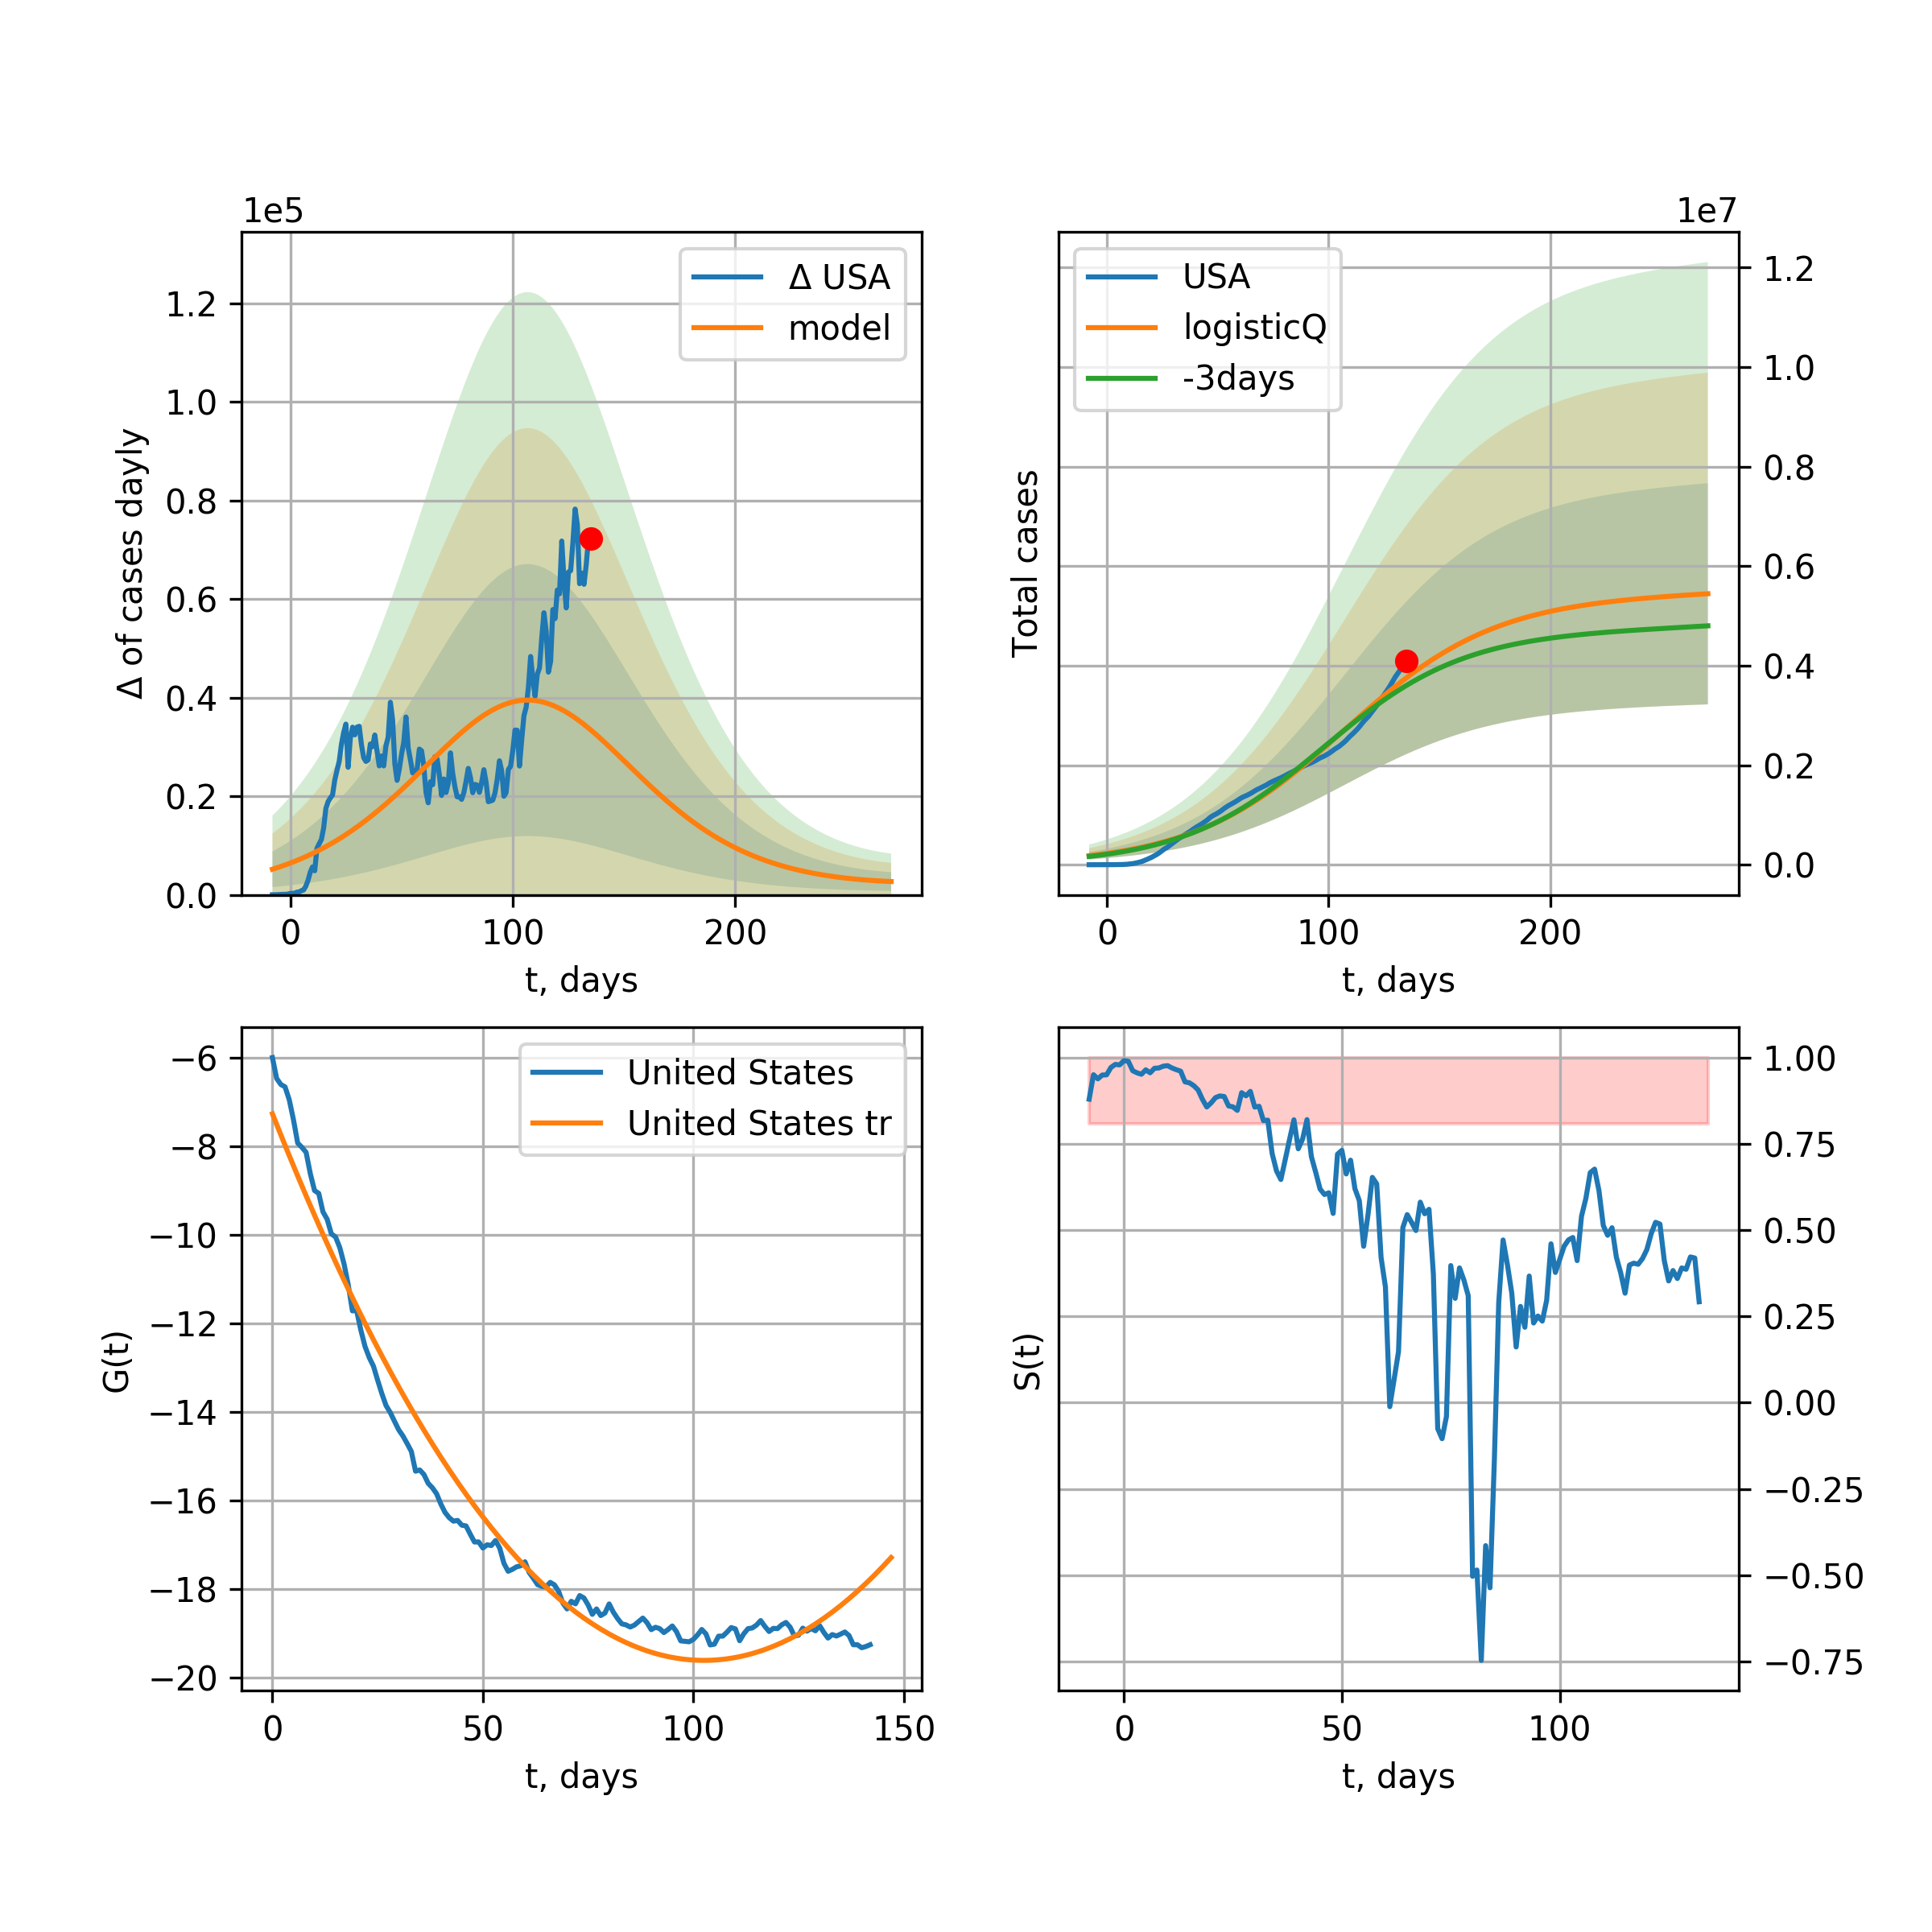 1e5
Δ of cases dayly
1.2
1.0
0.8
0.6
0.4
0.2
0.0
Δ USA
model
0 100 200
t, days
1e7
Total cases
USA
logisticQ
-3days
1.2
1.0
0.8
0.6
0.4
0.2
0.0
0 100 200
t, days
G(t)
−6
−8
−10
−12
−14
−16
−18
−20
United States
United States tr
0 50 100 150
t, days
S(t)
1.00
0.75
0.50
0.25
0.00
−0.25
−0.50
−0.75
0 50 100
t, days